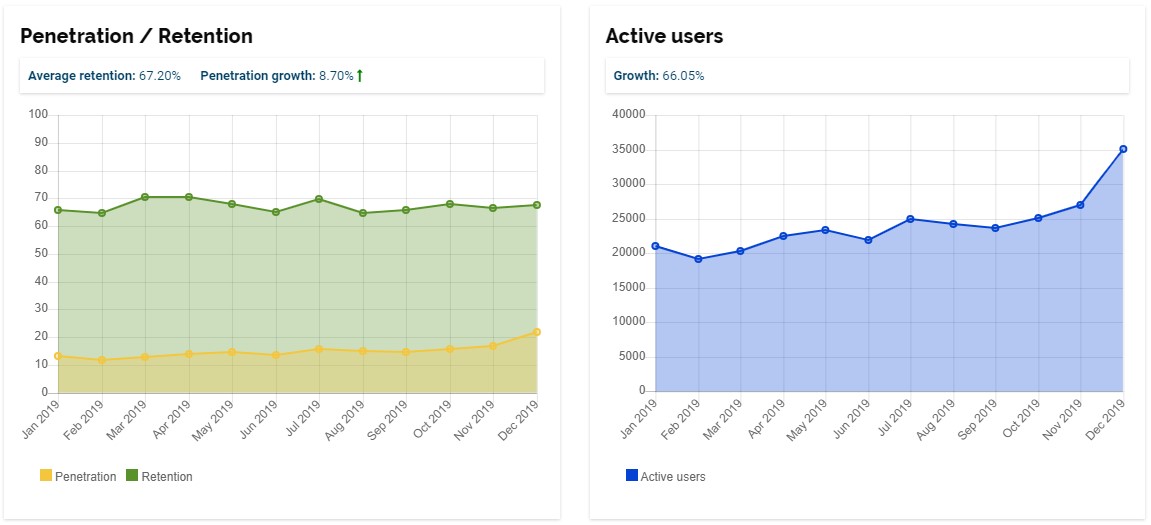 Penetration / Retention
Average retention: 67.20% Penetration growth: 8.70% ↑
100
90
80
70
60
50
40
30
20
10
0
Jan 2019 Feb 2019 Mar 2019 Apr 2019 May 2019 Jun 2019 Jul 2019 Aug 2019 Sep 2019 Oct 2019 Nov 2019 Dec 2019
Penetration Retention
Active users
Growth: 66.05%
40000
35000
30000
25000
20000
15000
10000
5000
0
Jan 2019 Feb 2019 Mar 2019 Apr 2019 May 2019 Jun 2019 Jul 2019 Aug 2019 Sep 2019 Oct 2019 Nov 2019 Dec 2019
Active users